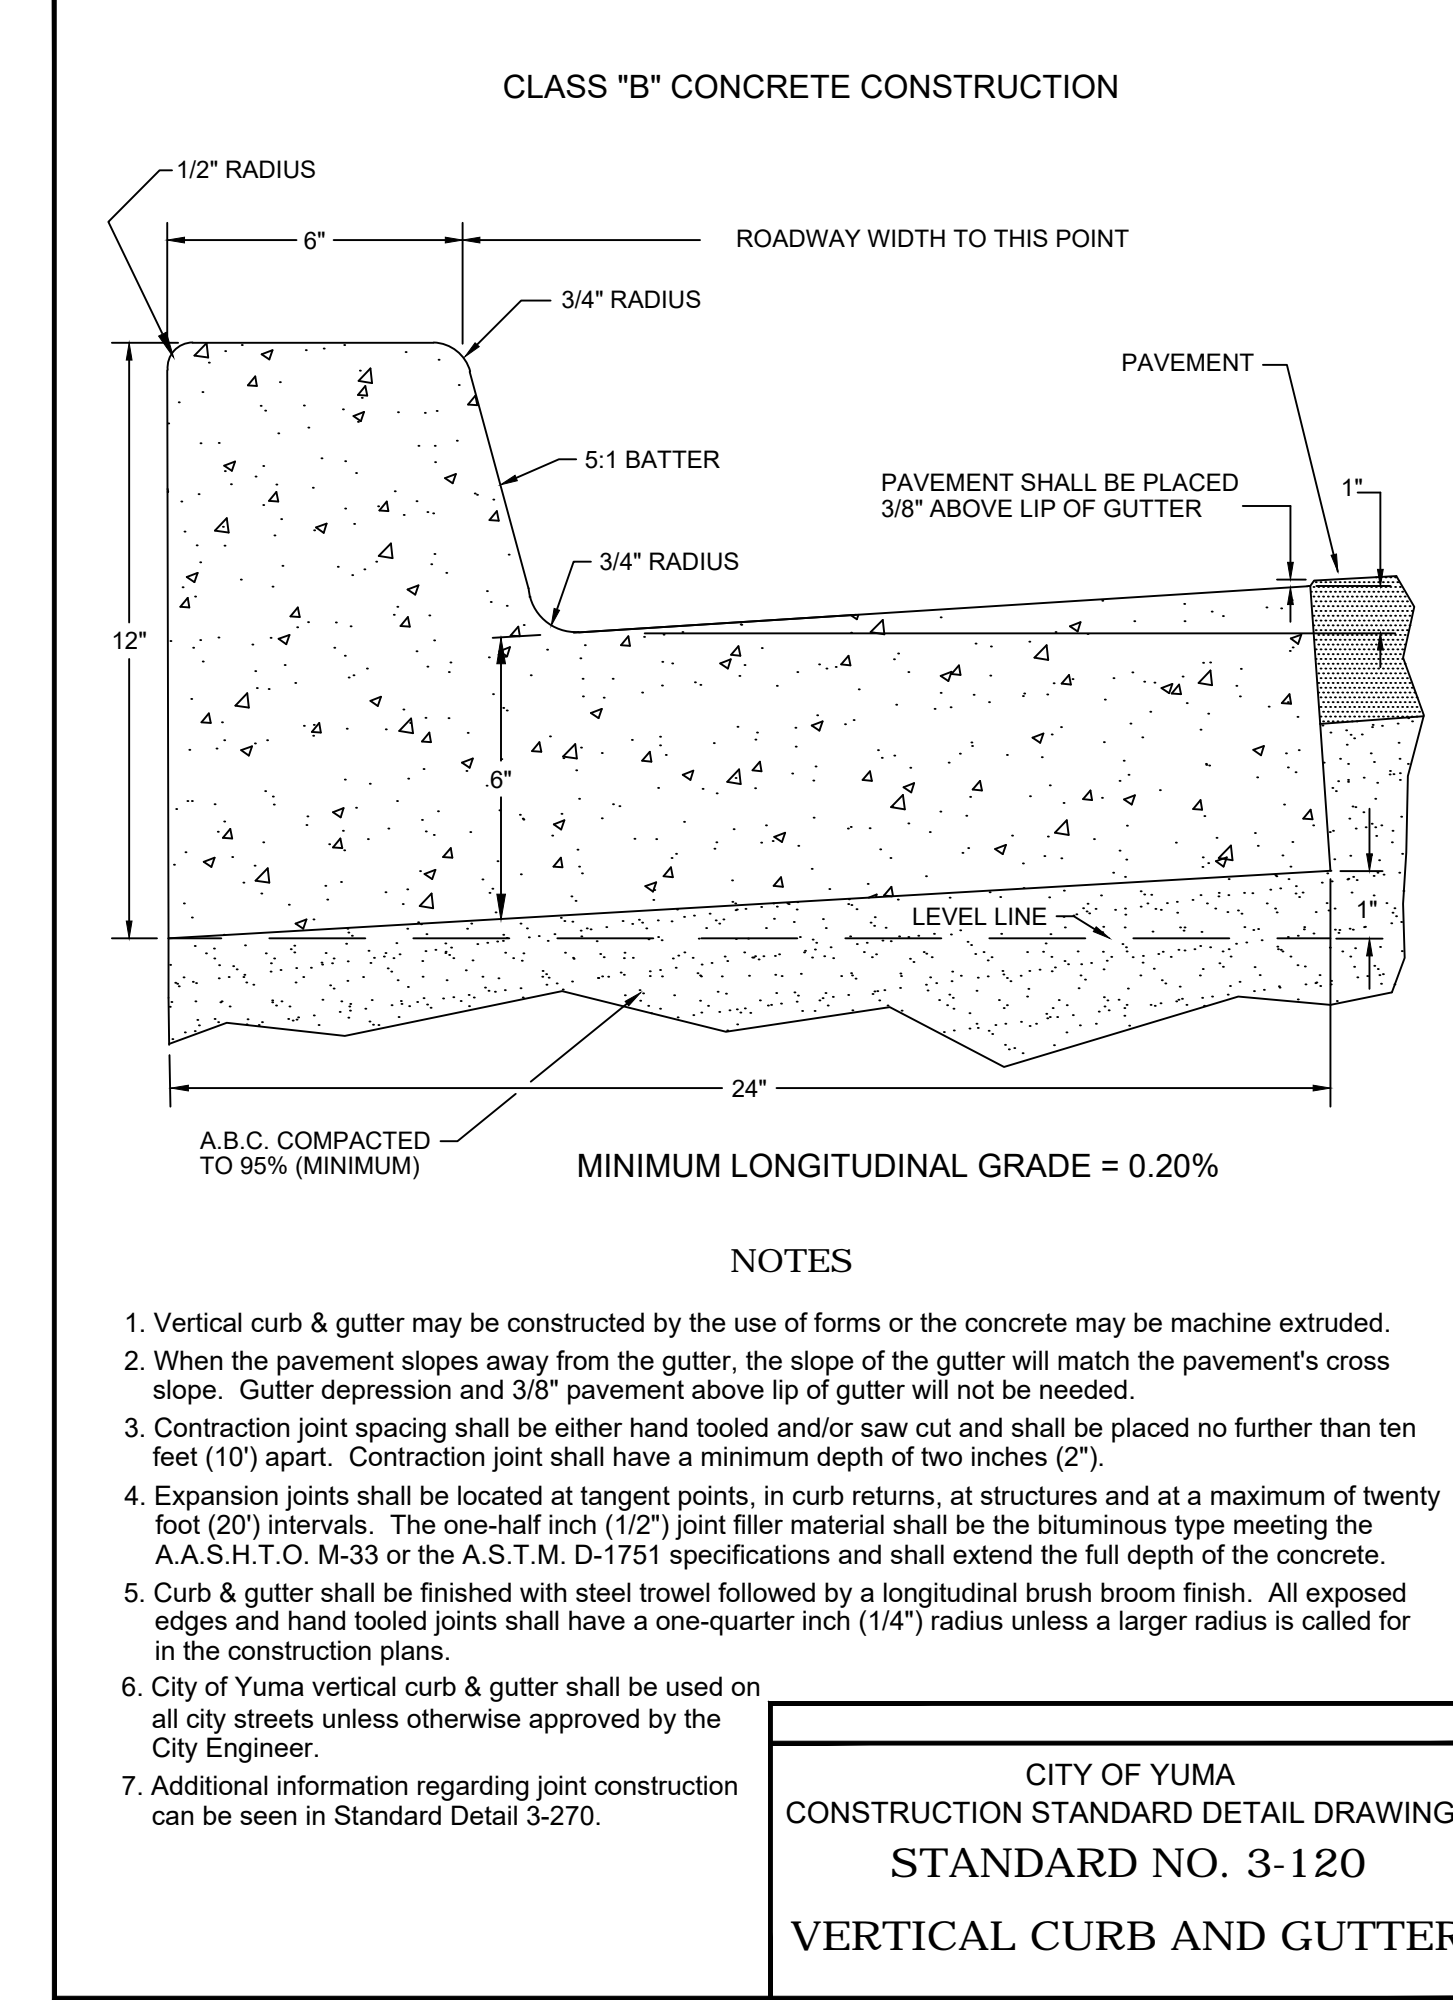 CLASS "B" CONCRETE CONSTRUCTION
1/2" RADIUS
6"
ROADWAY WIDTH TO THIS POINT
3/4" RADIUS
PAVEMENT
5:1 BATTER
PAVEMENT SHALL BE PLACED
3/8" ABOVE LIP OF GUTTER
1"
3/4" RADIUS
12"
6"
LEVEL LINE
1"
24"
A.B.C. COMPACTED
TO 95% (MINIMUM)
MINIMUM LONGITUDINAL GRADE = 0.20%
NOTES
1. Vertical curb & gutter may be constructed by the use of forms or the concrete may be machine extruded.
2. When the pavement slopes away from the gutter, the slope of the gutter will match the pavement's cross
slope. Gutter depression and 3/8" pavement above lip of gutter will not be needed.
3. Contraction joint spacing shall be either hand tooled and/or saw cut and shall be placed no further than ten
feet (10') apart. Contraction joint shall have a minimum depth of two inches (2").
4. Expansion joints shall be located at tangent points, in curb returns, at structures and at a maximum of twenty
foot (20') intervals. The one-half inch (1/2") joint filler material shall be the bituminous type meeting the
A.A.S.H.T.O. M-33 or the A.S.T.M. D-1751 specifications and shall extend the full depth of the concrete.
5. Curb & gutter shall be finished with steel trowel followed by a longitudinal brush broom finish. All exposed
edges and hand tooled joints shall have a one-quarter inch (1/4") radius unless a larger radius is called for
in the construction plans.
6. City of Yuma vertical curb & gutter shall be used on
all city streets unless otherwise approved by the
City Engineer.
7. Additional information regarding joint construction
can be seen in Standard Detail 3-270.
CITY OF YUMA
CONSTRUCTION STANDARD DETAIL DRAWING
STANDARD NO. 3-120
VERTICAL CURB AND GUTTER